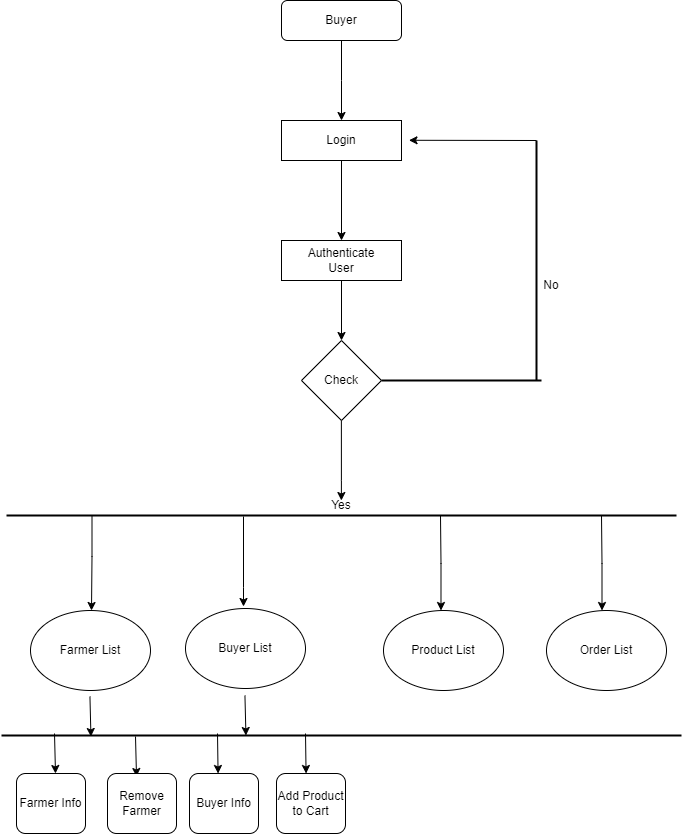 Buyer
Login
Authenticate
User
No
Check
Yes
Farmer List
Buyer List
Product List
Order List
Farmer Info
Remove
Farmer
Buyer Info
Add Product
to Cart